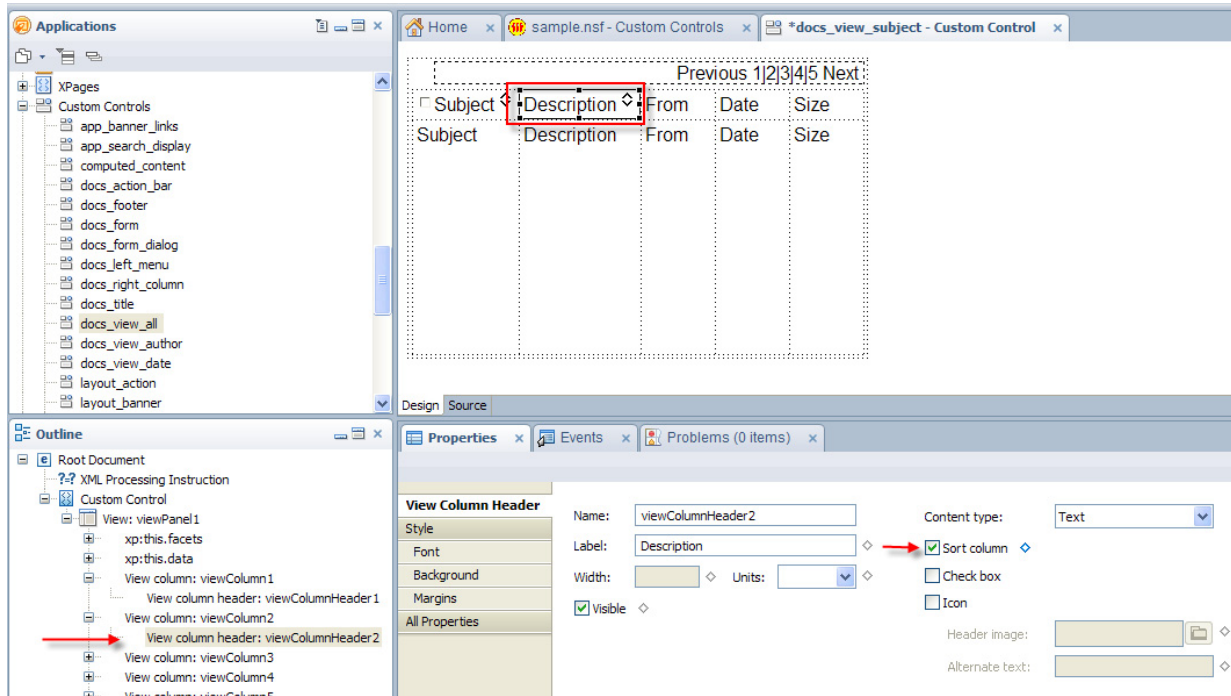 Applications
XPages
Custom Controls
app_banner_links
app_search_display
computed_content
docs_action_bar
docs_footer
docs_form
docs_form_dialog
docs_left_menu
docs_right_column
docs_title
docs_view_all
docs_view_author
docs_view_date
layout_action
layout_banner
Home
sample.nsf - Custom Controls
*docs_view_subject - Custom Control
Previous 1|2|3|4|5 Next
Subject Description From Date Size
Subject Description From Date Size
Design Source
Outline
Root Document
?=? XML Processing Instruction
Custom Control
View: viewPanel1
xp:this.facets
xp:this.data
View column: viewColumn1
View column header: viewColumnHeader1
View column: viewColumn2
View column header: viewColumnHeader2
View column: viewColumn3
View column: viewColumn4
View column: viewColumn5
Properties Events Problems (0 items)
View Column Header
Style
Font
Background
Margins
All Properties
Name: viewColumnHeader2
Label: Description
Width: Units:
Visible
Content type: Text
Sort column
Check box
Icon
Header image:
Alternate text: